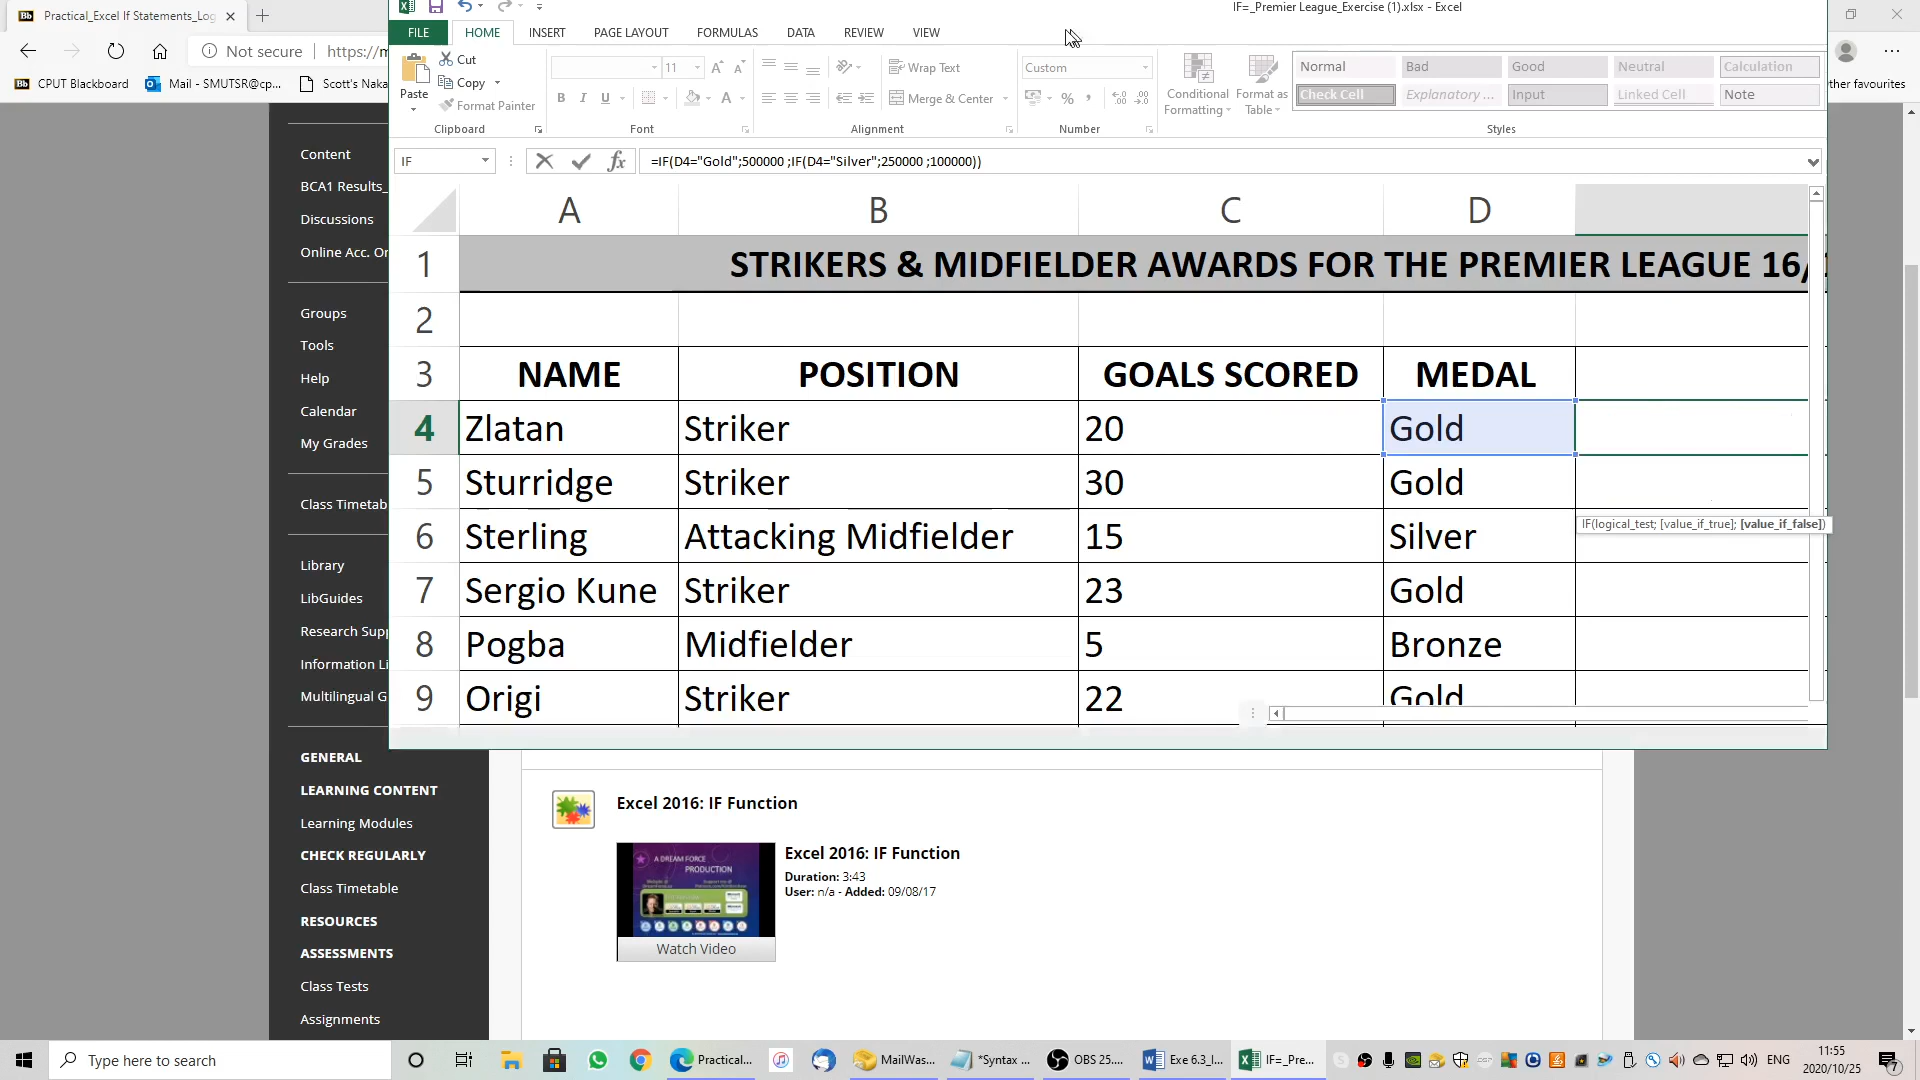 Practical_Excel If Statements_Log
IF=_Premier League_Exercise (1).xlsx - Excel
Not secure
https://m
CPUT Blackboard
Mail - SMUTSR@cp...
Scott's Naka
ther favourites
FILE HOME INSERT PAGE LAYOUT FORMULAS DATA REVIEW VIEW
Paste
Cut
Copy
Format Painter
Clipboard
11
B I U
Font
Wrap Text
Merge & Center
Alignment
Custom
%
Number
Conditional
Formatting
Format as
Table
Normal Bad Good Neutral Calculation
Check Cell Explanatory ... Input Linked Cell Note
Styles
IF
fx
=IF(D4="Gold";500000 ;IF(D4="Silver";250000 ;100000))
A B C D
1 STRIKERS & MIDFIELDER AWARDS FOR THE PREMIER LEAGUE 16/
2
3 NAME POSITION GOALS SCORED MEDAL
4 Zlatan Striker 20 Gold
5 Sturridge Striker 30 Gold
6 Sterling Attacking Midfielder 15 Silver
IF(logical_test; [value_if_true]; [value_if_false])
7 Sergio Kune Striker 23 Gold
8 Pogba Midfielder 5 Bronze
9 Origi Striker 22 Gold
Content
BCA1 Results_
Discussions
Online Acc. Or
Groups
Tools
Help
Calendar
My Grades
Class Timetab
Library
LibGuides
Research Supp
Information Li
Multilingual G
GENERAL
LEARNING CONTENT
Learning Modules
CHECK REGULARLY
Class Timetable
RESOURCES
ASSESSMENTS
Class Tests
Assignments
Excel 2016: IF Function
A DREAM FORCE
PRODUCTION
Watch Video
Excel 2016: IF Function
Duration: 3:43
User: n/a - Added: 09/08/17
Type here to search
Practical...
MailWas...
*Syntax ...
OBS 25....
Exe 6.3_I...
IF=_Pre...
ENG
11:55
2020/10/25
7